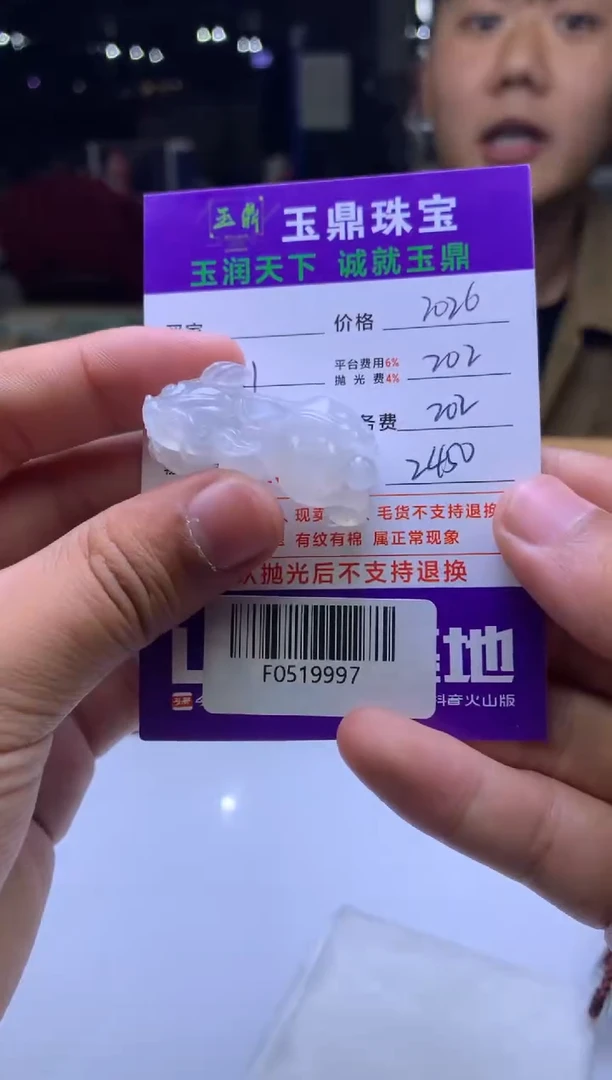 玉鼎 玉鼎珠宝
玉润天下 诚就玉鼎
价格 2026
平台费用6%
抛光费4% 202
务费 202
2450
毛货不支持退换
有纹有棉 属正常现象
抛光后不支持退换
F0519997
地
抖音火山版